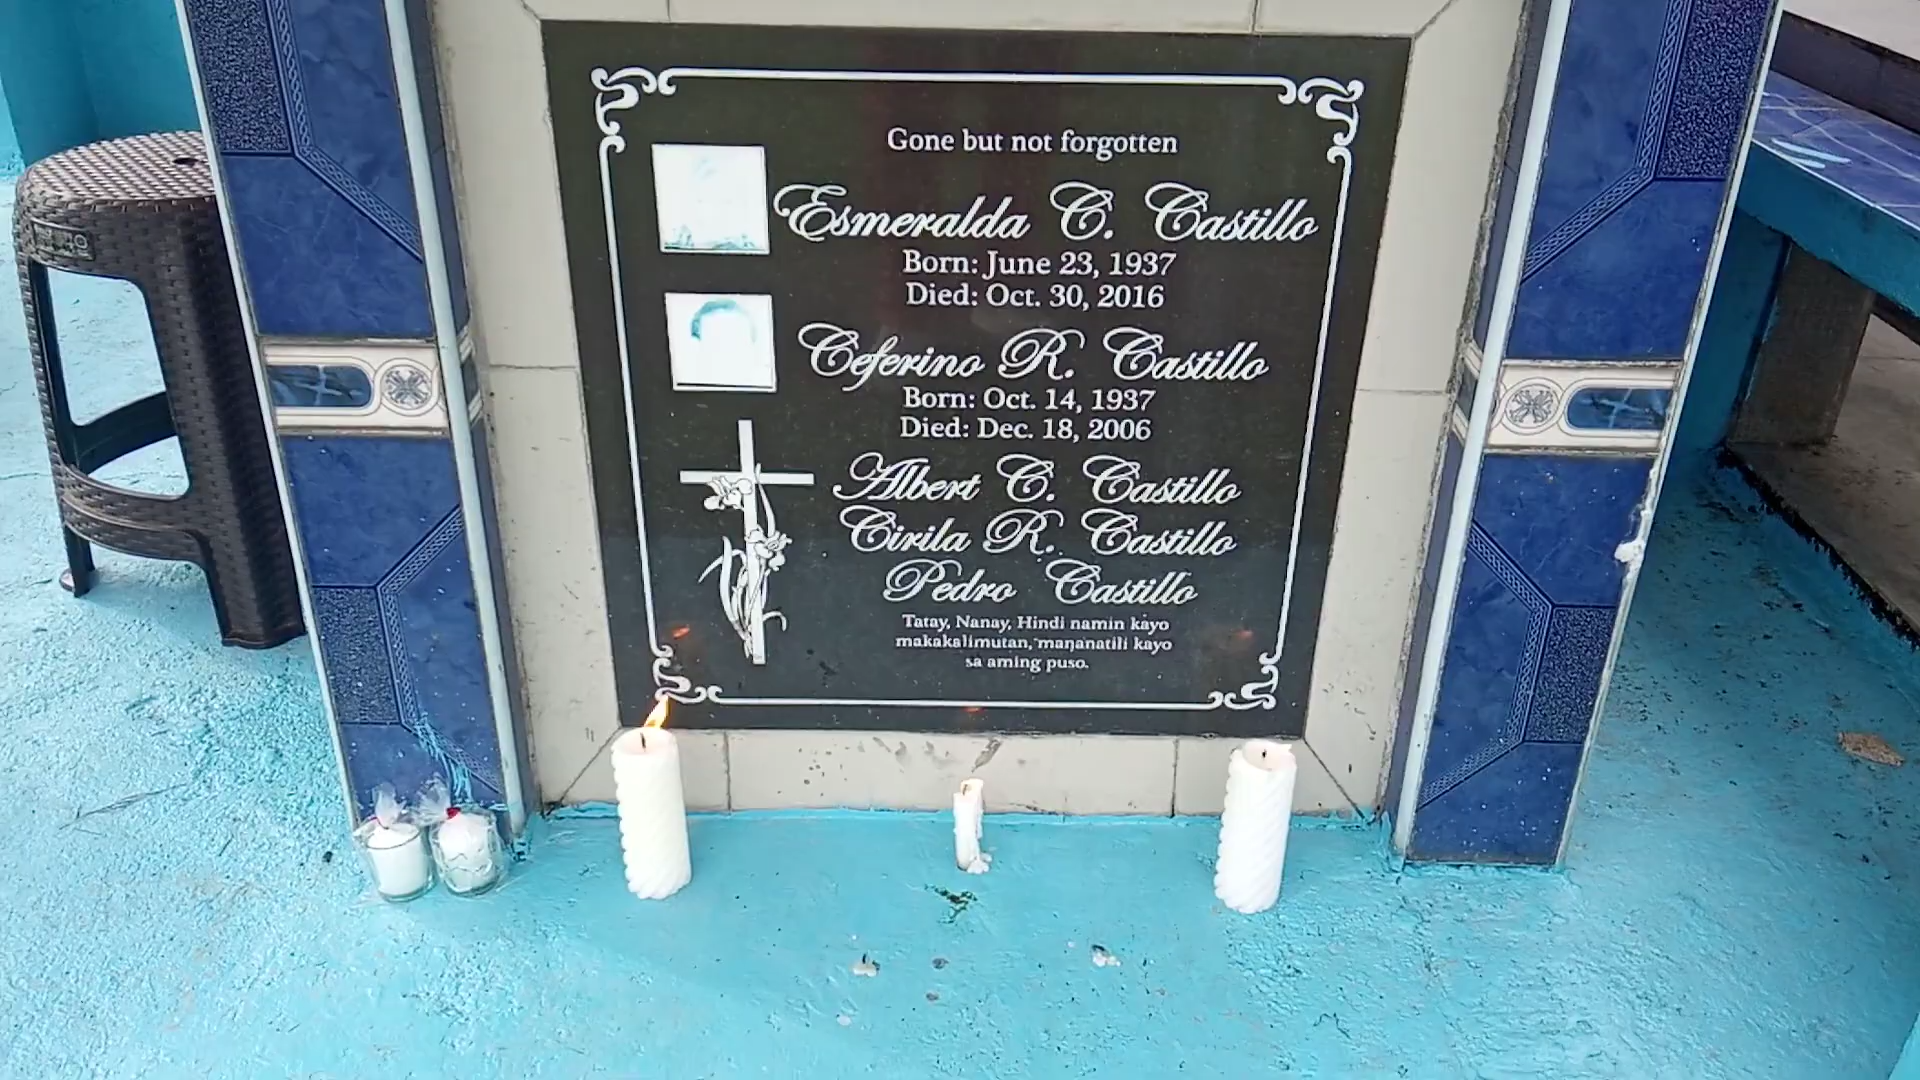 Gone but not forgotten
Esmeralda C. Castillo
Born: June 23, 1937
Died: Oct. 30, 2016
Ceferino R. Castillo
Born: Oct. 14, 1937
Died: Dec. 18, 2006
Albert C. Castillo
Cirila R. Castillo
Pedro Castillo
Tatay, Nanay, Hindi namin kayo
makakalimutan, mananatili kayo
sa aming puso.